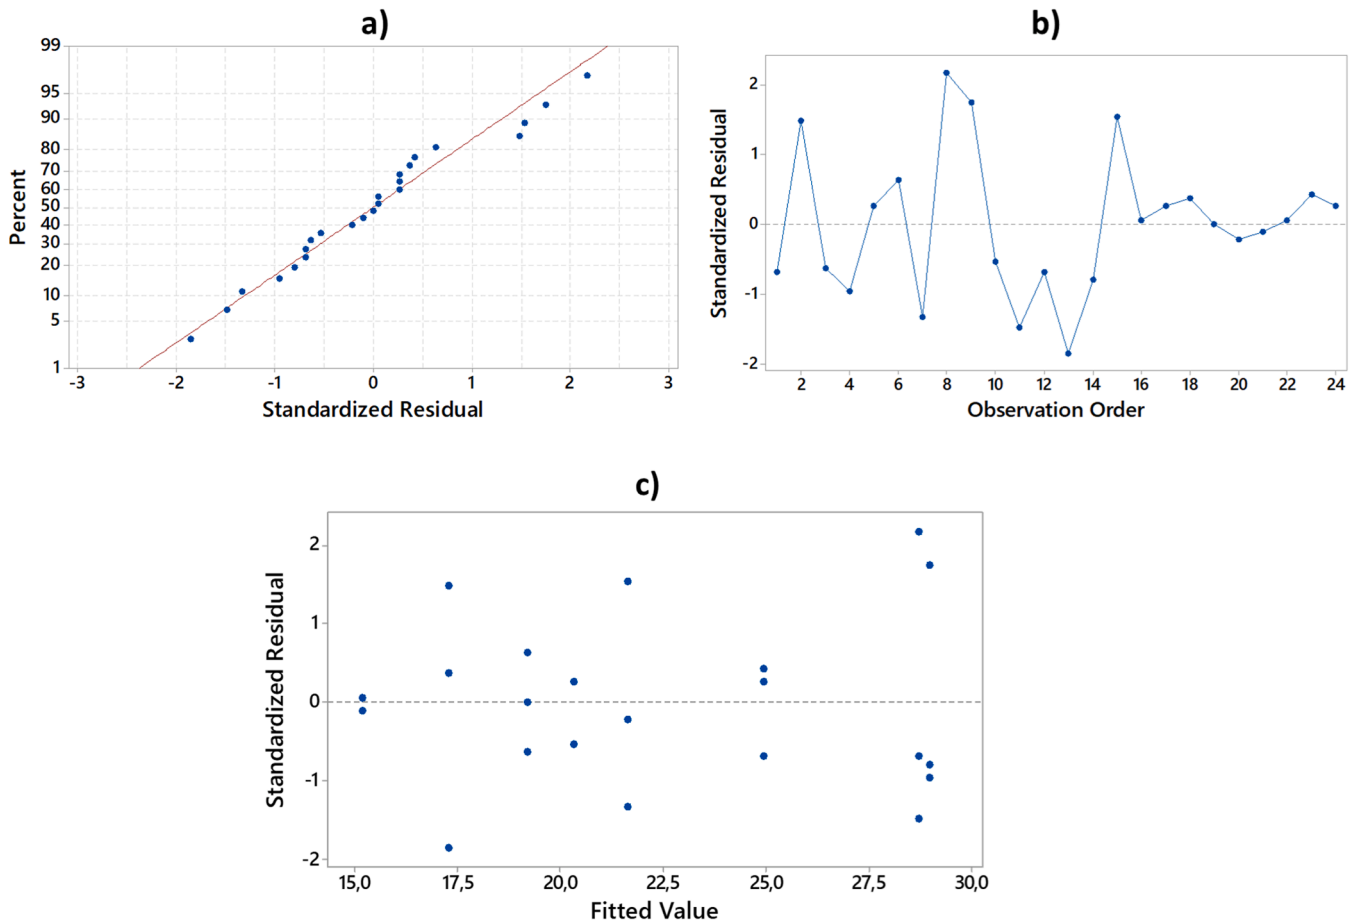 a)
99
95
90
80
70
60
50
40
30
20
10
5
1
Percent
-3 -2 -1 0 1 2 3
Standardized Residual
b)
2
1
0
-1
-2
Standardized Residual
2 4 6 8 10 12 14 16 18 20 22 24
Observation Order
c)
2
1
0
-1
-2
Standardized Residual
15,0 17,5 20,0 22,5 25,0 27,5 30,0
Fitted Value